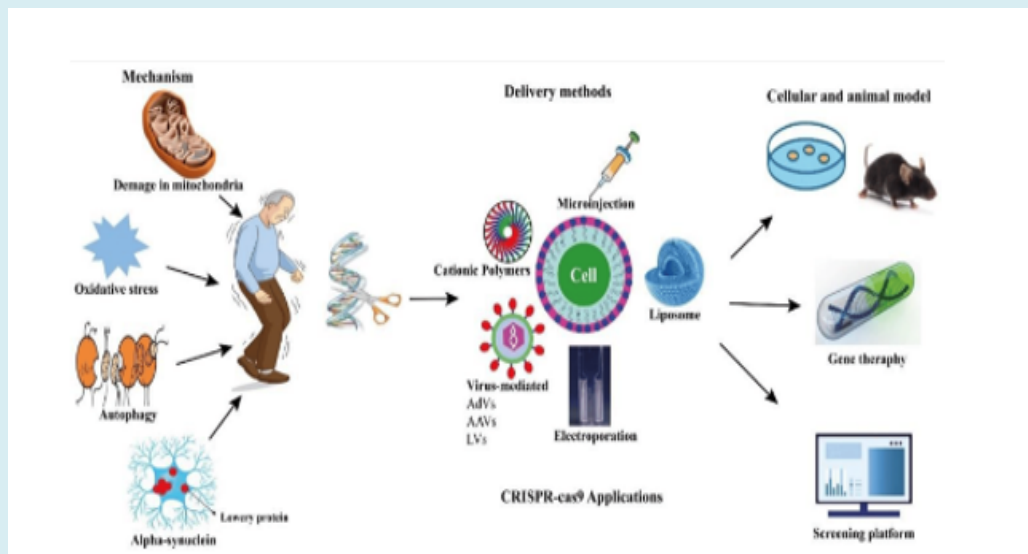 Mechanism
Demage in mitochondria
Oxidative stress
Autophagy
Lowery protein
Alpha-synuclein
Delivery methods
Microinjection
Cationic Polymers
Cell
Liposome
Virus-mediated
AdVs
AAVs
LVs
Electroporation
CRISPR-cas9 Applications
Cellular and animal model
Gene theraphy
Screening platform